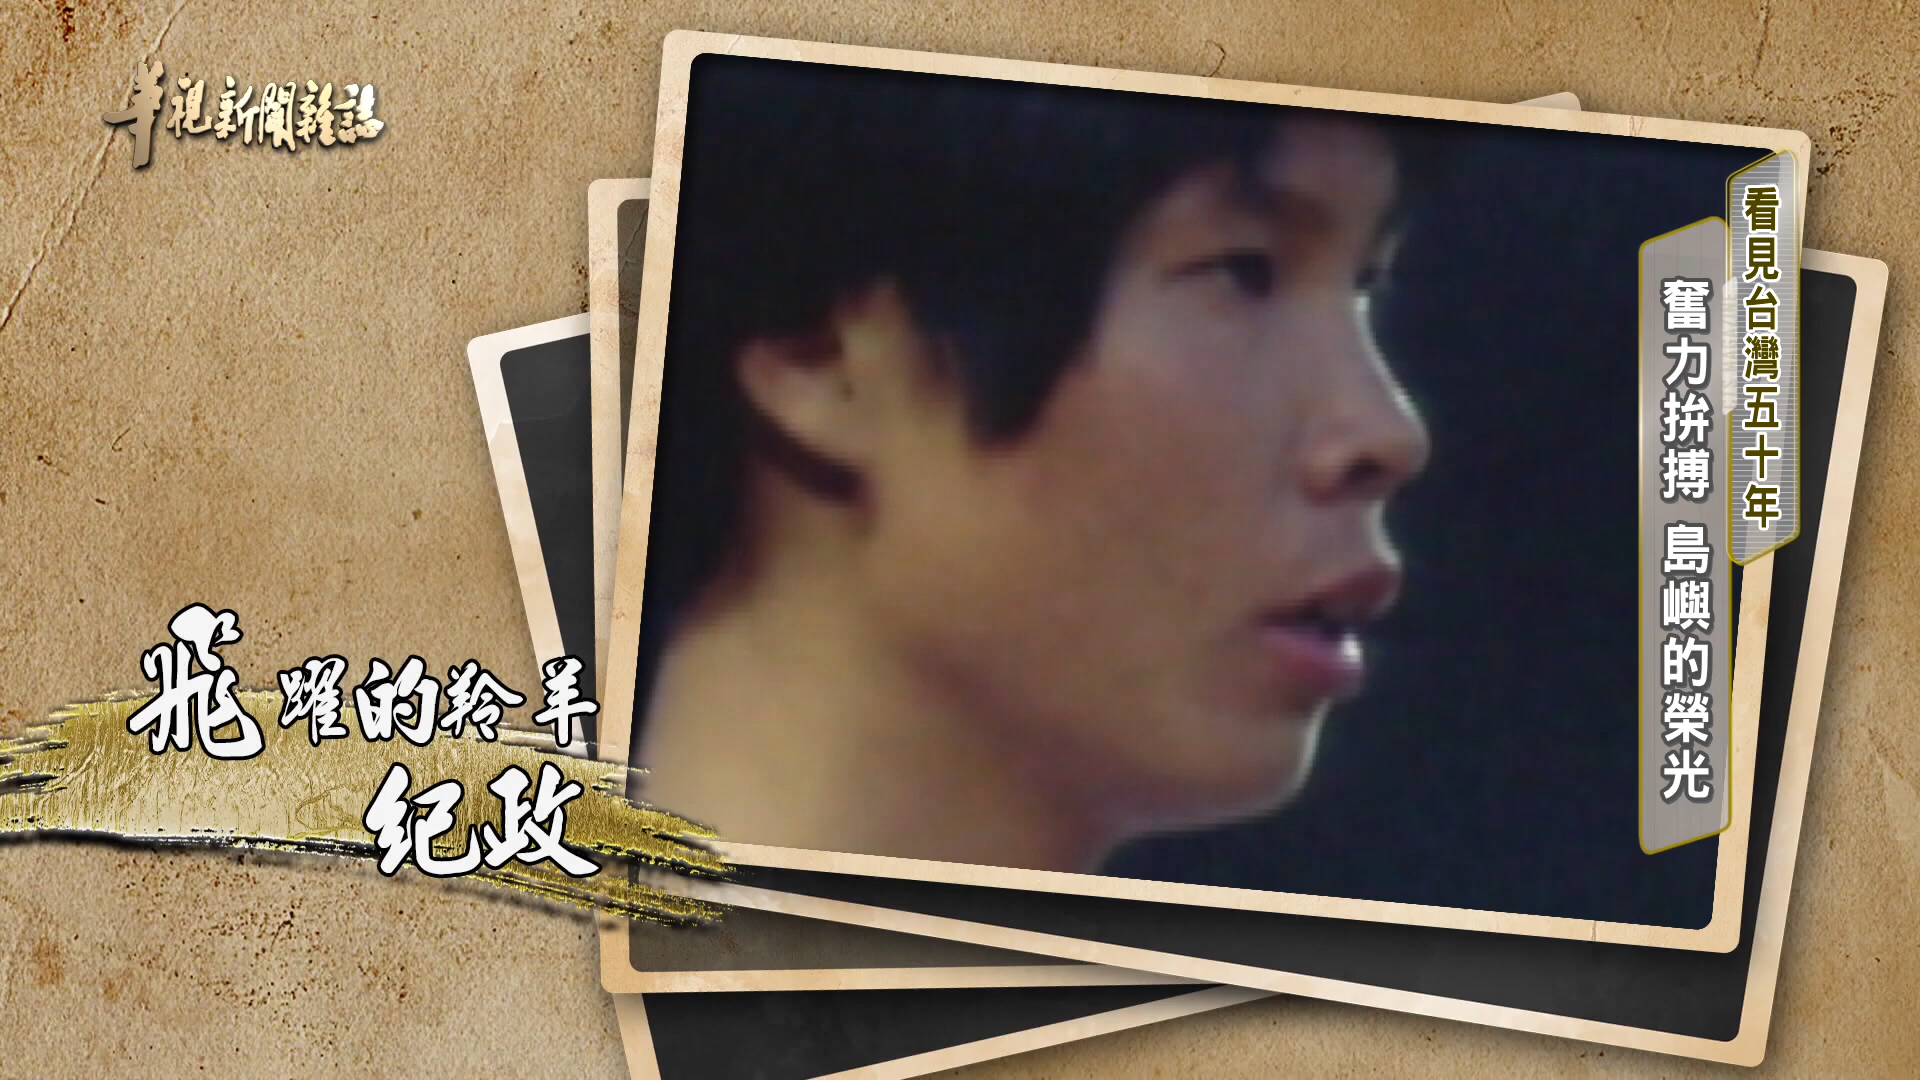 華視新聞雜誌
看見台灣五十年
奮力拚搏 島嶼的榮光
飛躍的羚羊
紀政